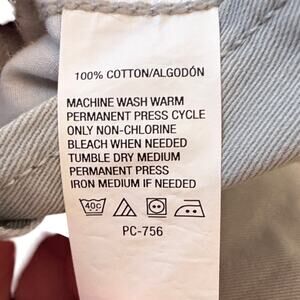 100% COTTON/ALGODÓN
MACHINE WASH WARM
PERMANENT PRESS CYCLE
ONLY NON-CHLORINE
BLEACH WHEN NEEDED
TUMBLE DRY MEDIUM
PERMANENT PRESS
IRON MEDIUM IF NEEDED
40C
PC-756